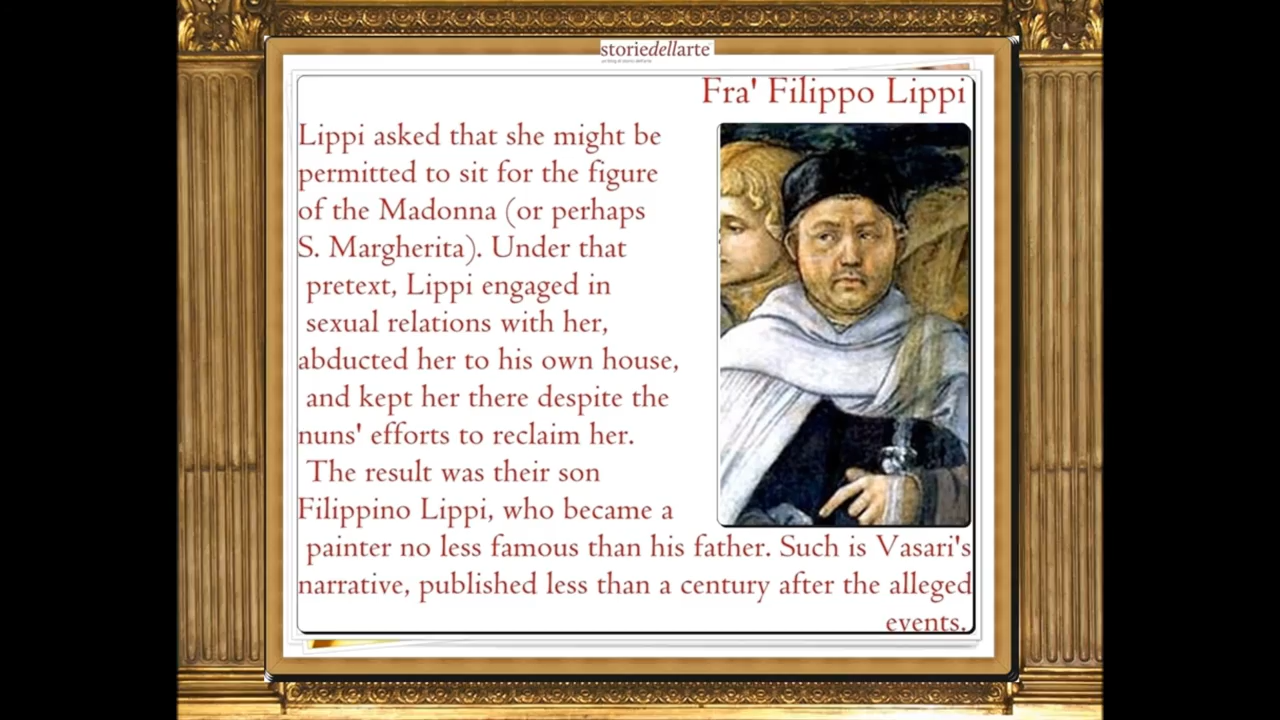 storiedellarte
Fra' Filippo Lippi
Lippi asked that she might be
permitted to sit for the figure
of the Madonna (or perhaps
S. Margherita). Under that
pretext, Lippi engaged in
sexual relations with her,
abducted her to his own house,
and kept her there despite the
nuns' efforts to reclaim her.
The result was their son
Filippino Lippi, who became a
painter no less famous than his father. Such is Vasari's
narrative, published less than a century after the alleged
events.